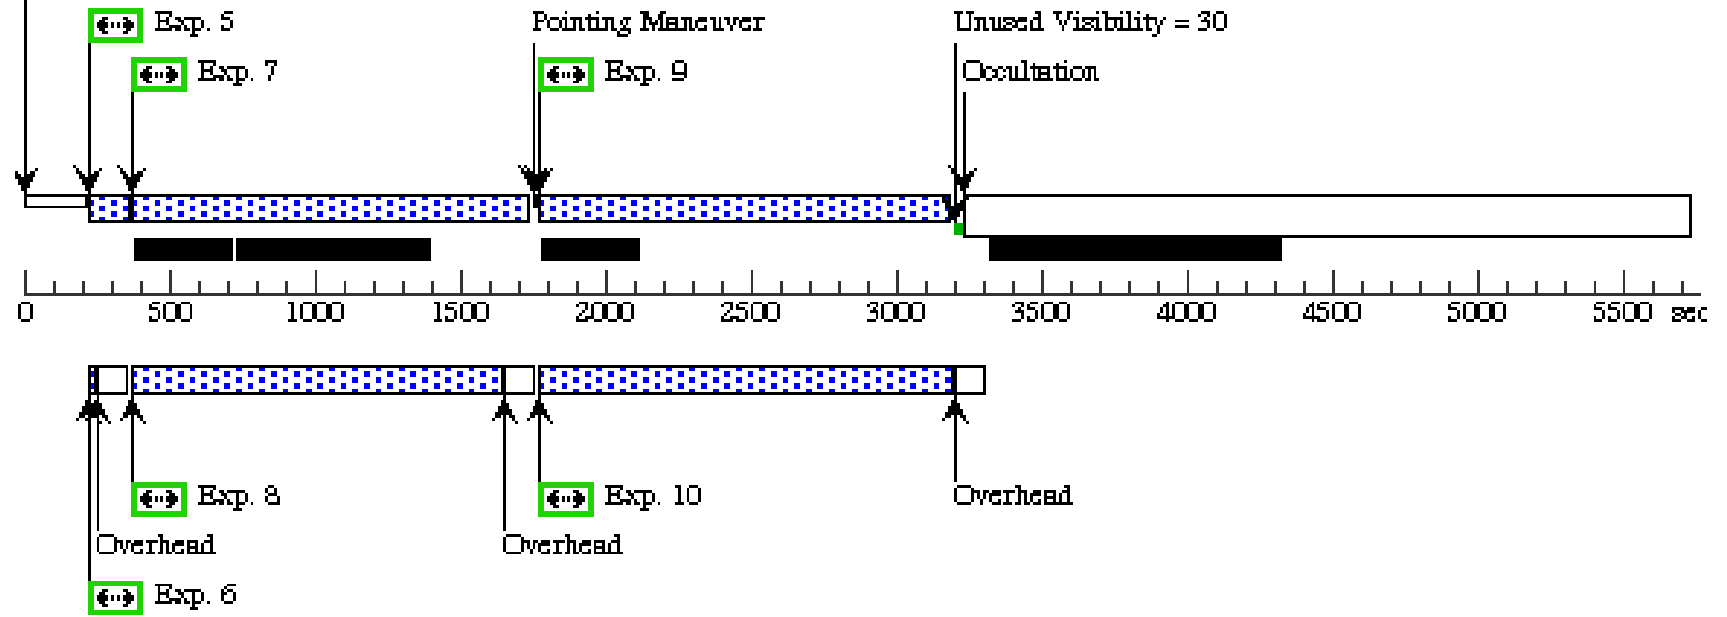 Exp. 5
Pointing Maneuver
Unused Visibility = 30
Exp. 7
Exp. 9
Occultation
0 500 1000 1500 2000 2500 3000 3500 4000 4500 5000 5500 sec
Exp. 8
Exp. 10
Overhead
Overhead
Overhead
Exp. 6